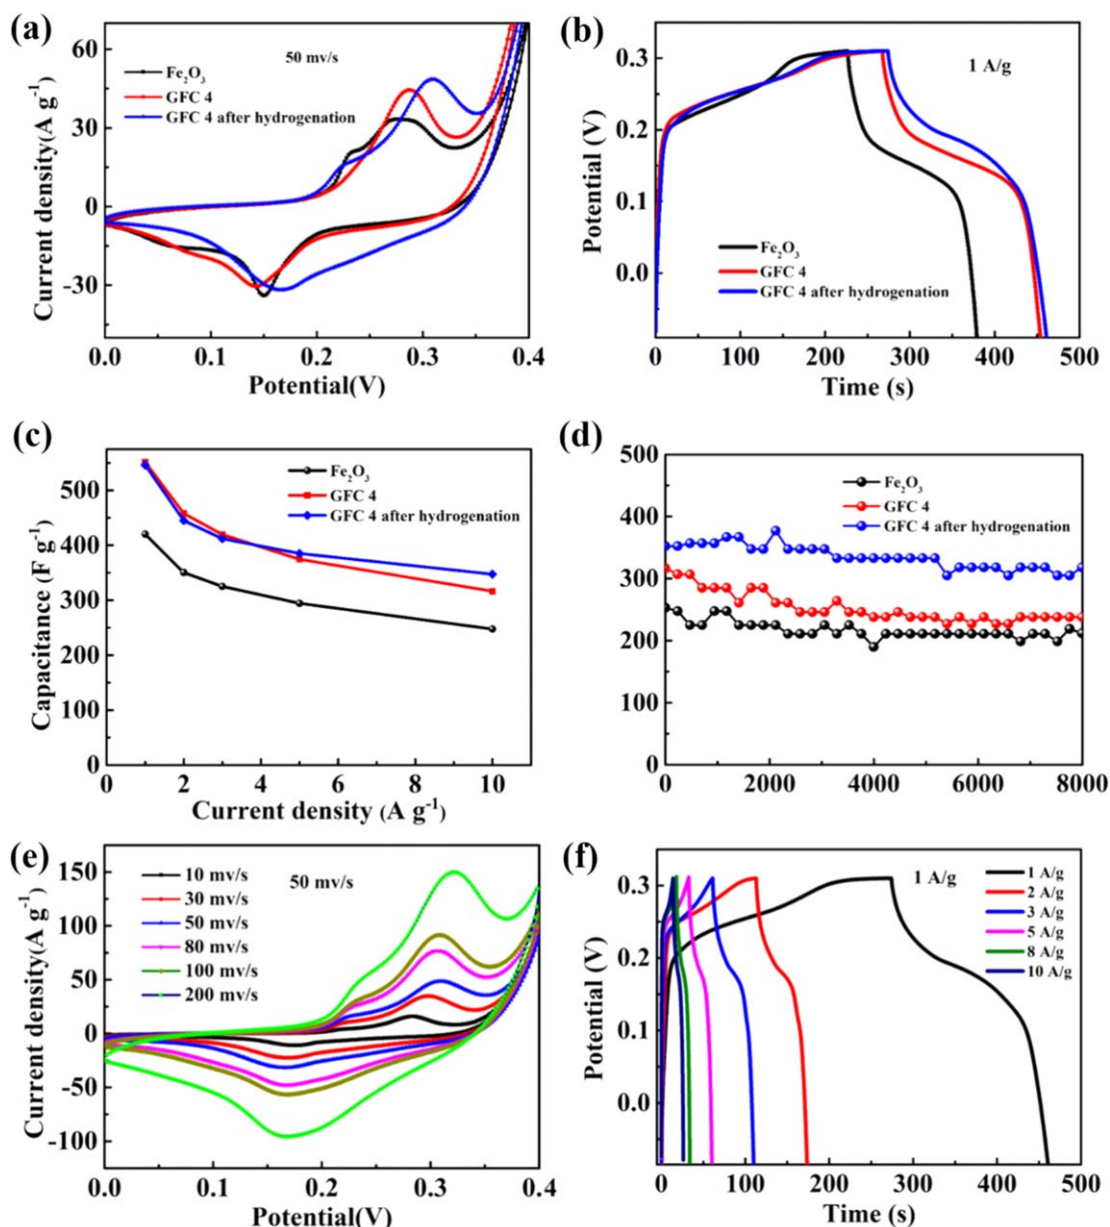 (a)
60
30
0
-30
0.0 0.1 0.2 0.3 0.4
Current density(A g⁻¹)
Potential(V)
50 mv/s
Fe₂O₃
GFC 4
GFC 4 after hydrogenation
(b)
0.3
0.2
0.1
0.0
0 100 200 300 400 500
Potential (V)
Time (s)
1 A/g
Fe₂O₃
GFC 4
GFC 4 after hydrogenation
(c)
500
400
300
200
100
0
0 2 4 6 8 10
Capacitance (F g⁻¹)
Current density (A g⁻¹)
Fe₂O₃
GFC 4
GFC 4 after hydrogenation
(d)
500
400
300
200
100
0
0 2000 4000 6000 8000
Fe₂O₃
GFC 4
GFC 4 after hydrogenation
(e)
150
100
50
0
-50
-100
0.0 0.1 0.2 0.3 0.4
Current density(A g⁻¹)
Potential(V)
50 mv/s
10 mv/s
30 mv/s
50 mv/s
80 mv/s
100 mv/s
200 mv/s
(f)
0.3
0.2
0.1
0.0
0 100 200 300 400 500
Potential (V)
Time (s)
1 A/g
1 A/g
2 A/g
3 A/g
5 A/g
8 A/g
10 A/g